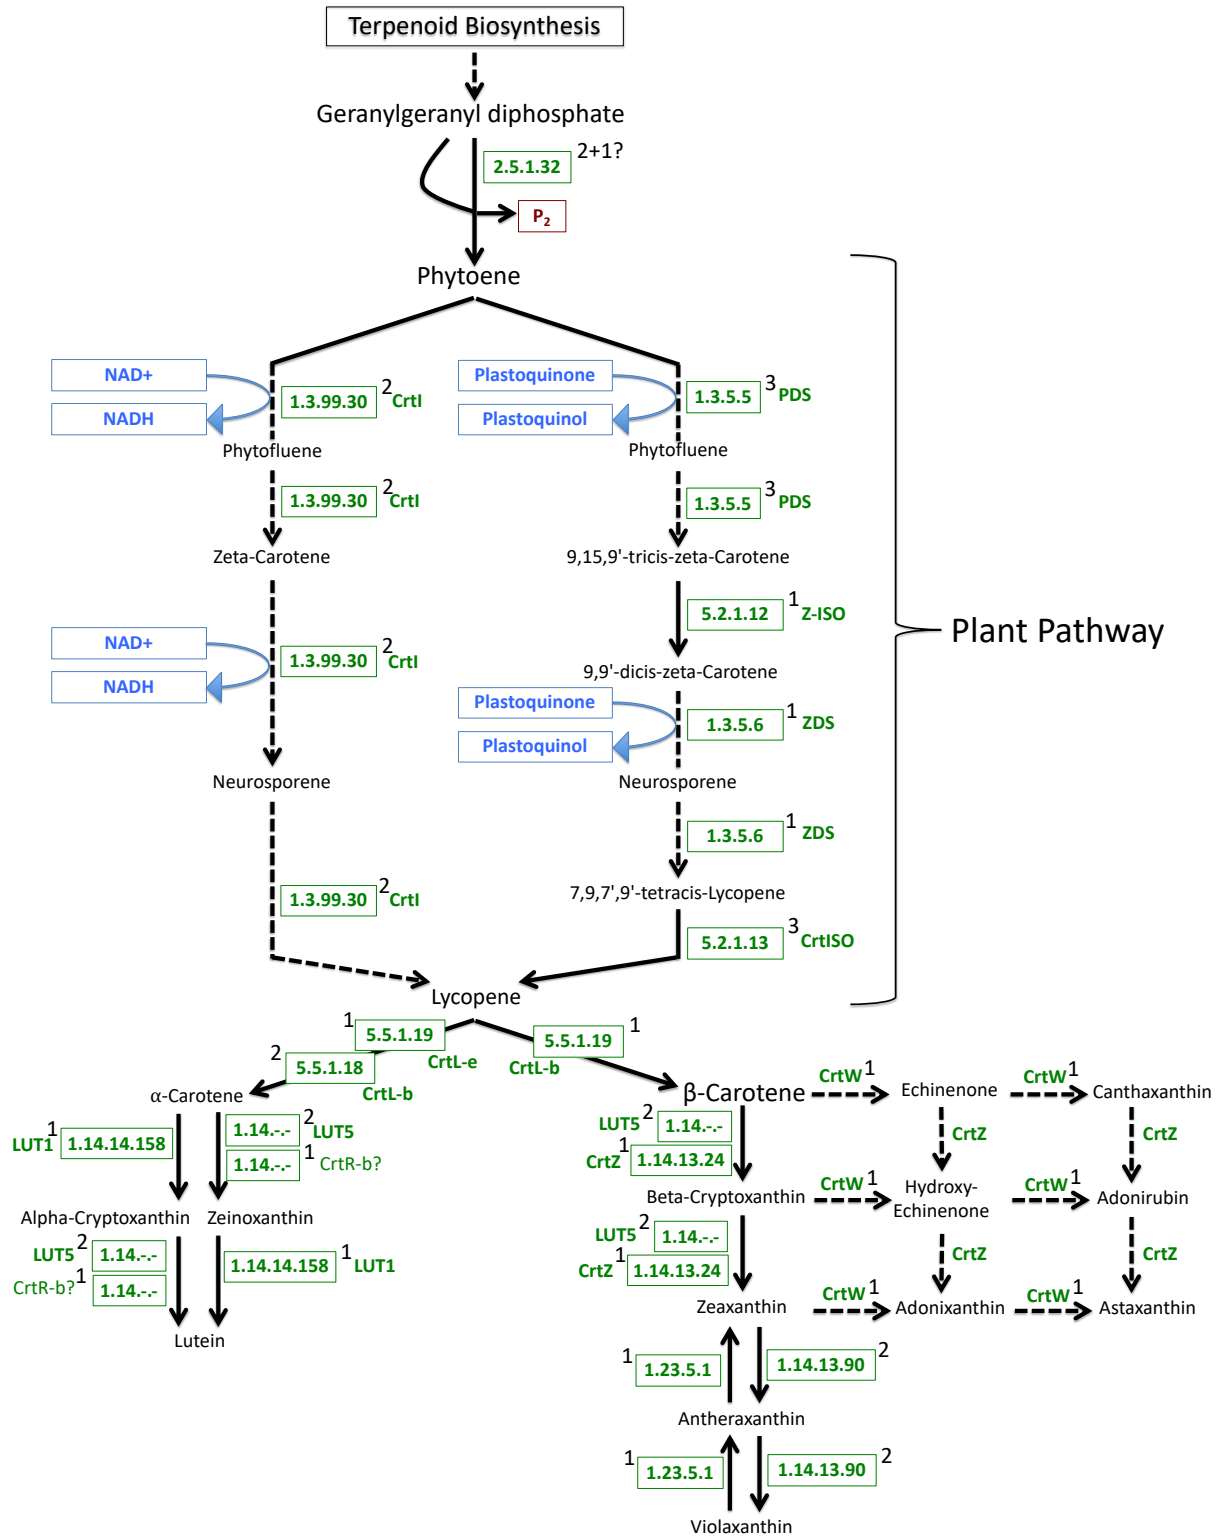 Terpenoid Biosynthesis
Geranylgeranyl diphosphate
2.5.1.32 2+1?
P2
Phytoene
NAD+
NADH
1.3.99.30 2 CrtI
Plastoquinone
Plastoquinol
1.3.5.5 3 PDS
Phytofluene
Phytofluene
1.3.99.30 2 CrtI
1.3.5.5 3 PDS
Zeta-Carotene
9,15,9'-tricis-zeta-Carotene
5.2.1.12 1 Z-ISO
Plant Pathway
NAD+
NADH
1.3.99.30 2 CrtI
9,9'-dicis-zeta-Carotene
Plastoquinone
Plastoquinol
1.3.5.6 1 ZDS
Neurosporene
Neurosporene
1.3.5.6 1 ZDS
1.3.99.30 2 CrtI
7,9,7',9'-tetracis-Lycopene
5.2.1.13 3 CrtISO
Lycopene
1 5.5.1.19 CrtL-e
2 5.5.1.18 CrtL-b
5.5.1.19 1 CrtL-b
α-Carotene
β-Carotene
CrtW 1
Echinenone
CrtW 1
Canthaxanthin
LUT1 1 1.14.14.158
1.14.-.- 2 LUT5
1.14.-.- 1 CrtR-b?
LUT5 2 1.14.-.-
CrtZ 1 1.14.13.24
CrtZ
CrtZ
Alpha-Cryptoxanthin
Zeinoxanthin
Beta-Cryptoxanthin
CrtW 1
Hydroxy-
Echinenone
CrtW 1
Adonirubin
LUT5 2 1.14.-.-
CrtR-b? 1 1.14.-.-
1.14.14.158 1 LUT1
LUT5 2 1.14.-.-
CrtZ 1 1.14.13.24
CrtZ
CrtZ
Lutein
Zeaxanthin
CrtW 1
Adonixanthin
CrtW 1
Astaxanthin
1 1.23.5.1
1.14.13.90 2
Antheraxanthin
1 1.23.5.1
1.14.13.90 2
Violaxanthin